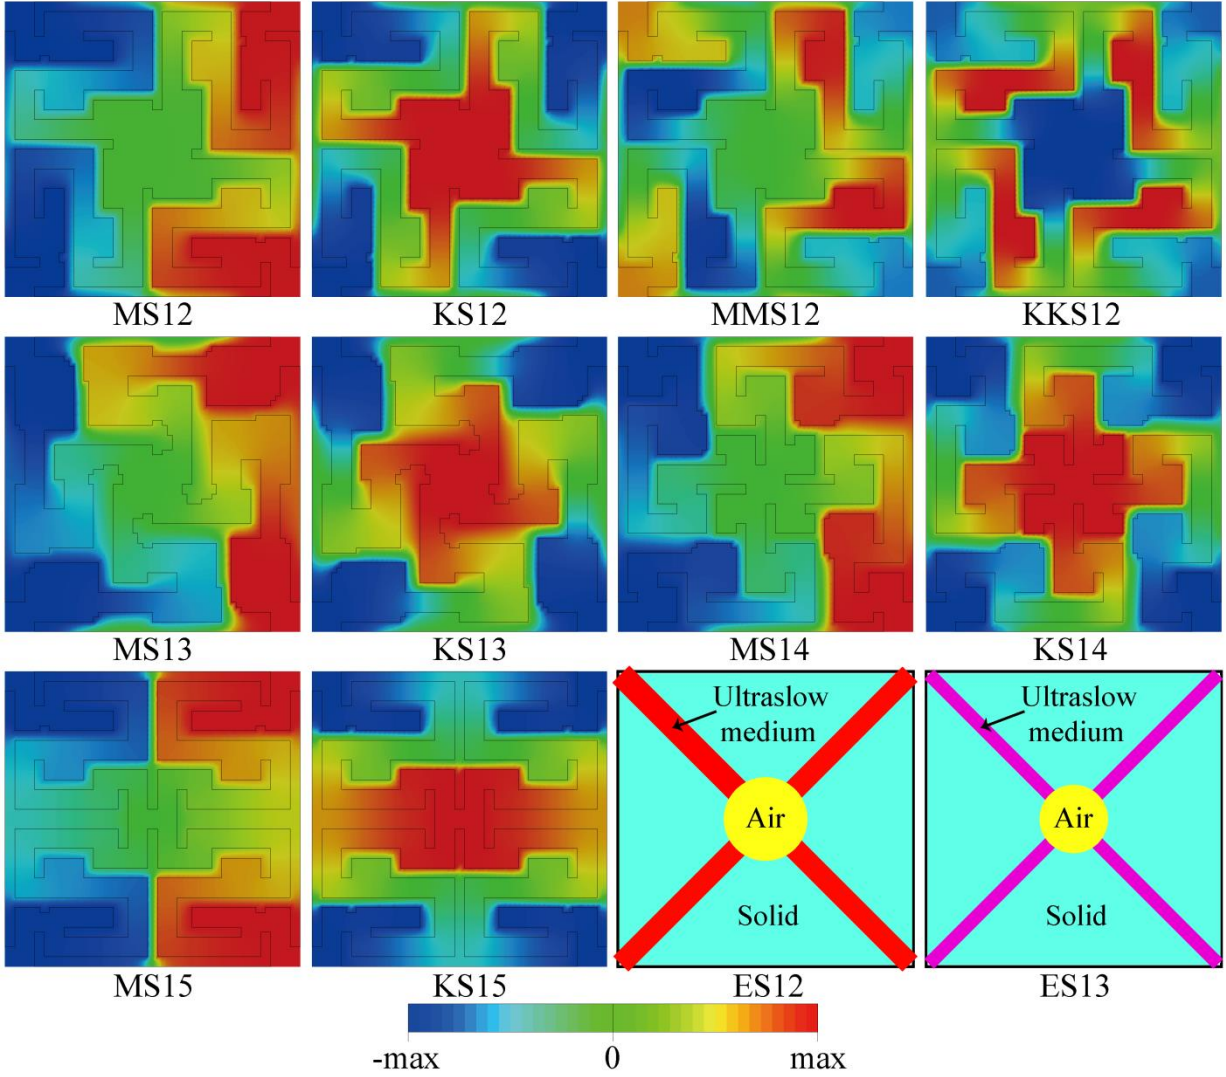 MS12 KS12 MMS12 KKS12
MS13 KS13 MS14 KS14
Ultraslow medium Ultraslow medium
Air Air
Solid Solid
MS15 KS15 ES12 ES13
-max 0 max